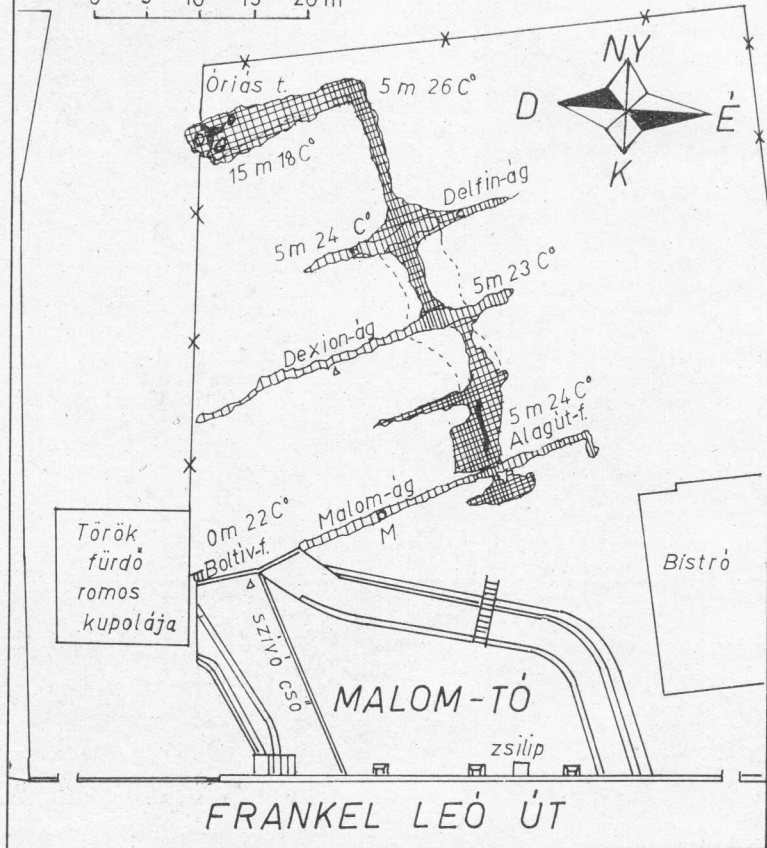 0 5 10 15 20 m
NY
D
É
K
Óriás t.
5 m 26 C°
15 m 18 C°
Delfin-ág
5 m 24 C°
5 m 23 C°
Dexion-ág
5 m 24 C°
Alagút-f.
Malom-ág
M
0 m 22 C°
Boltív-f.
Török
fürdő
romos
kupolája
Bistró
SZIVÓ CSŐ
MALOM-TÓ
zsilip
FRANKEL LEÓ ÚT